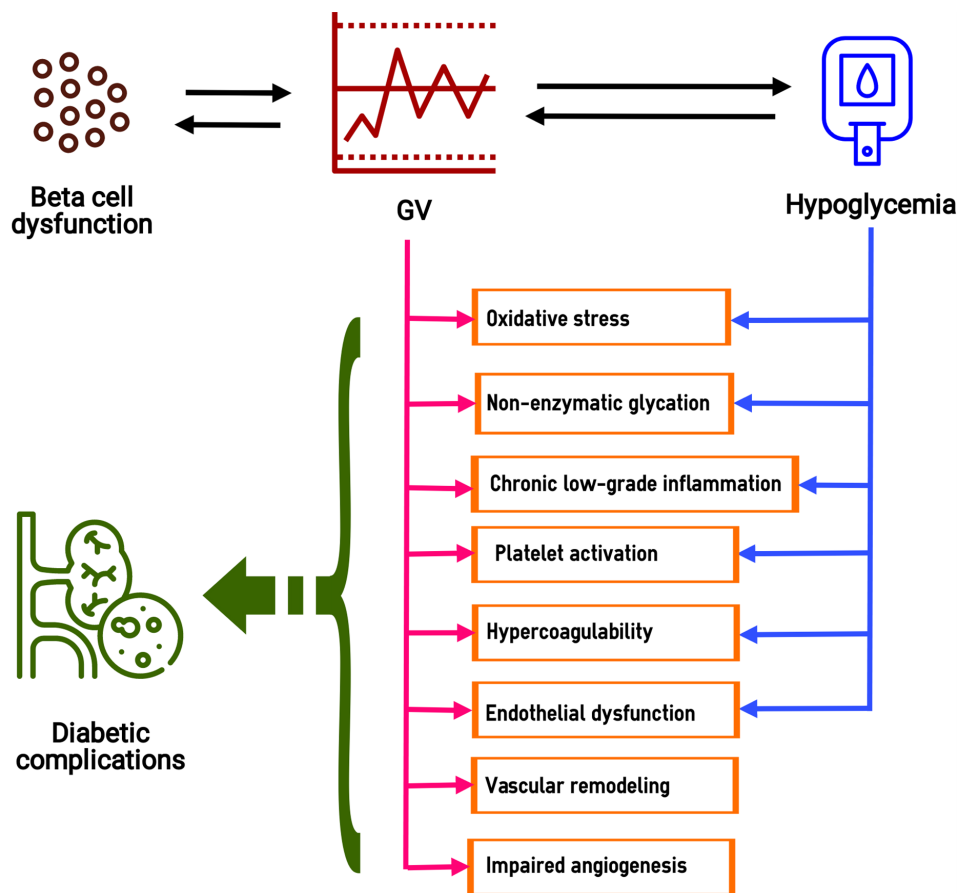 Beta cell
dysfunction
GV
Hypoglycemia
Oxidative stress
Non-enzymatic glycation
Chronic low-grade inflammation
Platelet activation
Hypercoagulability
Endothelial dysfunction
Vascular remodeling
Impaired angiogenesis
Diabetic
complications